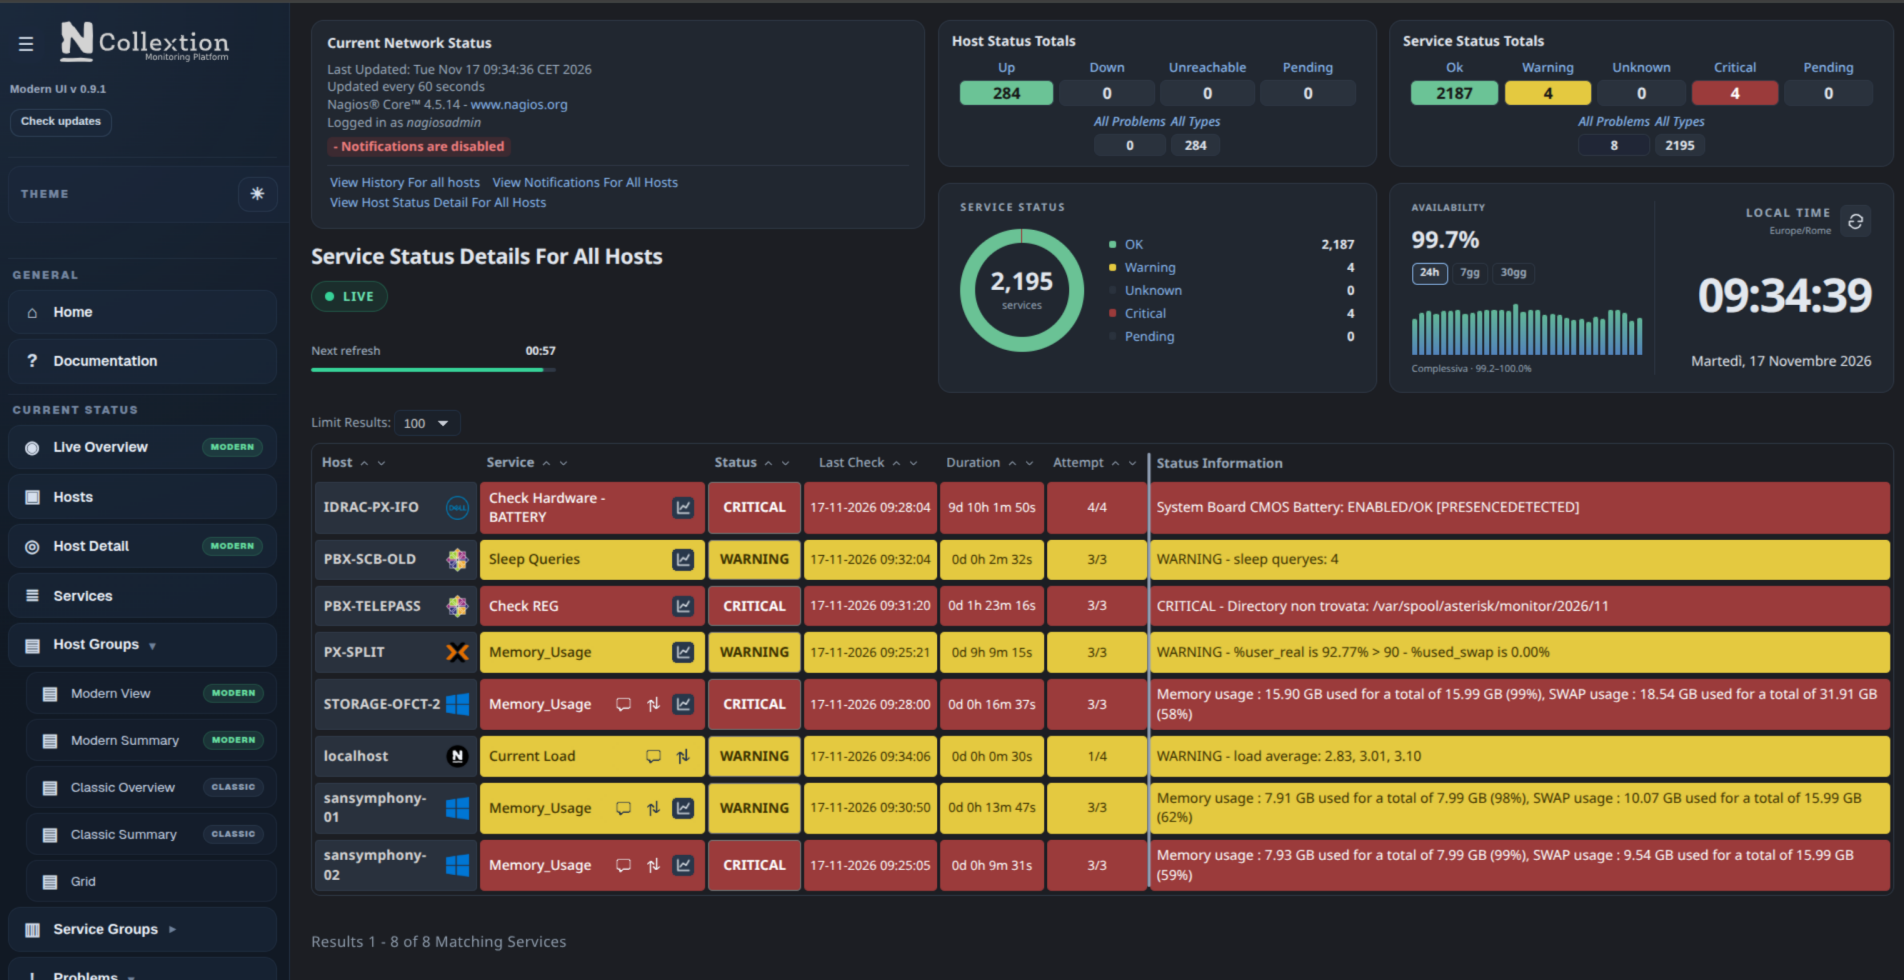 N Collextion
Monitoring Platform
Modern UI v 0.9.1
Check updates
THEME
GENERAL
Home
? Documentation
CURRENT STATUS
Live Overview MODERN
Hosts
Host Detail MODERN
Services
Host Groups
Modern View MODERN
Modern Summary MODERN
Classic Overview CLASSIC
Classic Summary CLASSIC
Grid
Service Groups
! Problems
Current Network Status
Last Updated: Tue Nov 17 09:34:36 CET 2026
Updated every 60 seconds
Nagios® Core™ 4.5.14 - www.nagios.org
Logged in as nagiosadmin
- Notifications are disabled
View History For all hosts View Notifications For All Hosts
View Host Status Detail For All Hosts
Host Status Totals
Up Down Unreachable Pending
284 0 0 0
All Problems All Types
0 284
Service Status Totals
Ok Warning Unknown Critical Pending
2187 4 0 4 0
All Problems All Types
8 2195
Service Status Details For All Hosts
LIVE
Next refresh 00:57
SERVICE STATUS
2,195
services
OK 2,187
Warning 4
Unknown 0
Critical 4
Pending 0
AVAILABILITY
99.7%
24h 7gg 30gg
Complessiva · 99.2–100.0%
LOCAL TIME
Europe/Rome
09:34:39
Martedì, 17 Novembre 2026
Limit Results: 100
Host Service Status Last Check Duration Attempt Status Information
IDRAC-PX-IFO DELL Check Hardware - BATTERY CRITICAL 17-11-2026 09:28:04 9d 10h 1m 50s 4/4 System Board CMOS Battery: ENABLED/OK [PRESENCEDETECTED]
PBX-SCB-OLD Sleep Queries WARNING 17-11-2026 09:32:04 0d 0h 2m 32s 3/3 WARNING - sleep queryes: 4
PBX-TELEPASS Check REG CRITICAL 17-11-2026 09:31:20 0d 1h 23m 16s 3/3 CRITICAL - Directory non trovata: /var/spool/asterisk/monitor/2026/11
PX-SPLIT Memory_Usage WARNING 17-11-2026 09:25:21 0d 9h 9m 15s 3/3 WARNING - %user_real is 92.77% > 90 - %used_swap is 0.00%
STORAGE-OFCT-2 Memory_Usage CRITICAL 17-11-2026 09:28:00 0d 0h 16m 37s 3/3 Memory usage : 15.90 GB used for a total of 15.99 GB (99%), SWAP usage : 18.54 GB used for a total of 31.91 GB (58%)
localhost N Current Load WARNING 17-11-2026 09:34:06 0d 0h 0m 30s 1/4 WARNING - load average: 2.83, 3.01, 3.10
sansymphony-01 Memory_Usage WARNING 17-11-2026 09:30:50 0d 0h 13m 47s 3/3 Memory usage : 7.91 GB used for a total of 7.99 GB (98%), SWAP usage : 10.07 GB used for a total of 15.99 GB (62%)
sansymphony-02 Memory_Usage CRITICAL 17-11-2026 09:25:05 0d 0h 9m 31s 3/3 Memory usage : 7.93 GB used for a total of 7.99 GB (99%), SWAP usage : 9.54 GB used for a total of 15.99 GB (59%)
Results 1 - 8 of 8 Matching Services